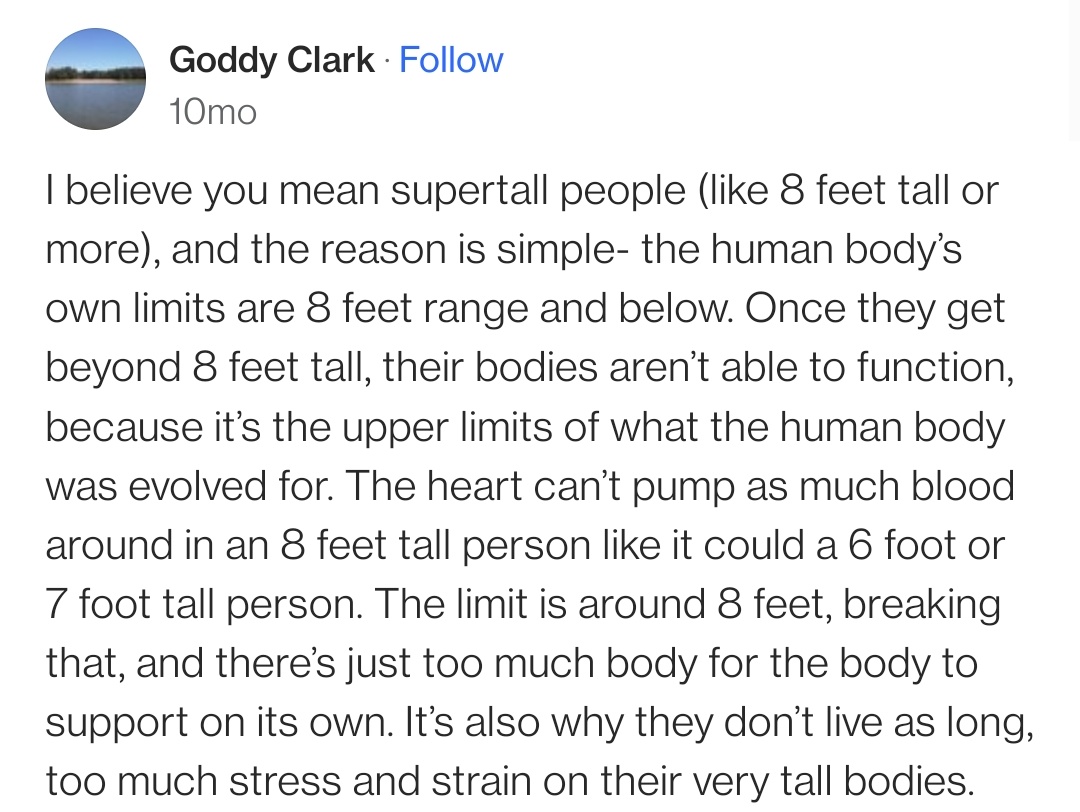 Goddy Clark · Follow
10mo
I believe you mean supertall people (like 8 feet tall or
more), and the reason is simple- the human body’s
own limits are 8 feet range and below. Once they get
beyond 8 feet tall, their bodies aren’t able to function,
because it’s the upper limits of what the human body
was evolved for. The heart can’t pump as much blood
around in an 8 feet tall person like it could a 6 foot or
7 foot tall person. The limit is around 8 feet, breaking
that, and there’s just too much body for the body to
support on its own. It’s also why they don’t live as long,
too much stress and strain on their very tall bodies.